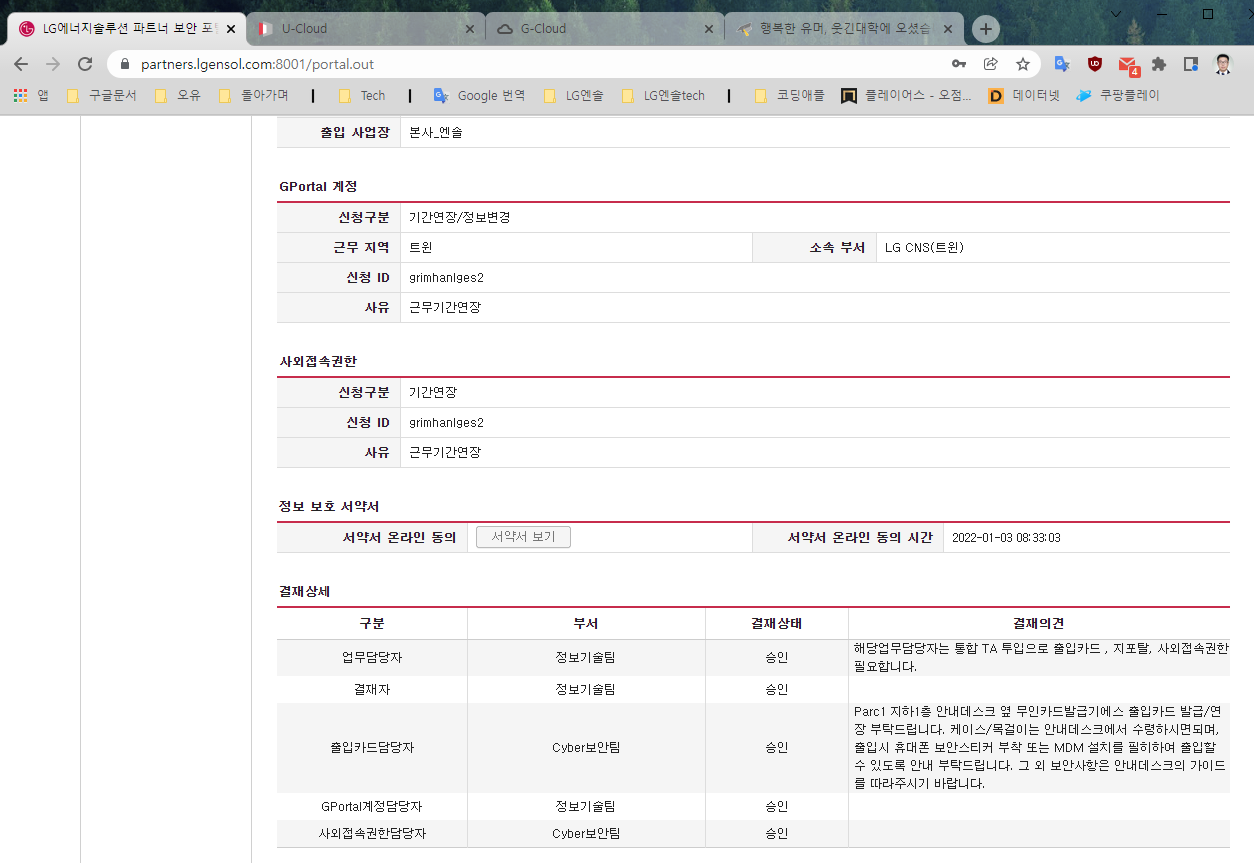 LG에너지솔루션 파트너 보안 포
U-Cloud
G-Cloud
행복한 유머, 웃긴대학에 오셨습
partners.lgensol.com:8001/portal.out
4
앱
구글문서
오유
돌아가며
Tech
Google 번역
LG엔솔
LG엔솔tech
코딩애플
플레이어스 - 오점...
데이터넷
쿠팡플레이
출입 사업장 본사_엔솔
GPortal 계정
신청구분 기간연장/정보변경
근무 지역 트윈 소속 부서 LG CNS(트윈)
신청 ID grimhanlges2
사유 근무기간연장
사외접속권한
신청구분 기간연장
신청 ID grimhanlges2
사유 근무기간연장
정보 보호 서약서
서약서 온라인 동의 서약서 보기 서약서 온라인 동의 시간 2022-01-03 08:33:03
결재상세
구분 부서 결재상태 결재의견
업무담당자 정보기술팀 승인 해당업무담당자는 통합 TA 투입으로 출입카드 , 지포탈, 사외접속권한
필요합니다.
결재자 정보기술팀 승인
출입카드담당자 Cyber보안팀 승인 Parc1 지하1층 안내데스크 옆 무인카드발급기에스 출입카드 발급/연
장 부탁드립니다. 케이스/목걸이는 안내데스크에서 수령하시면되며,
출입시 휴대폰 보안스티커 부착 또는 MDM 설치를 필히하여 출입할
수 있도록 안내 부탁드립니다. 그 외 보안사항은 안내데스크의 가이드
를 따라주시기 바랍니다.
GPortal계정담당자 정보기술팀 승인
사외접속권한담당자 Cyber보안팀 승인